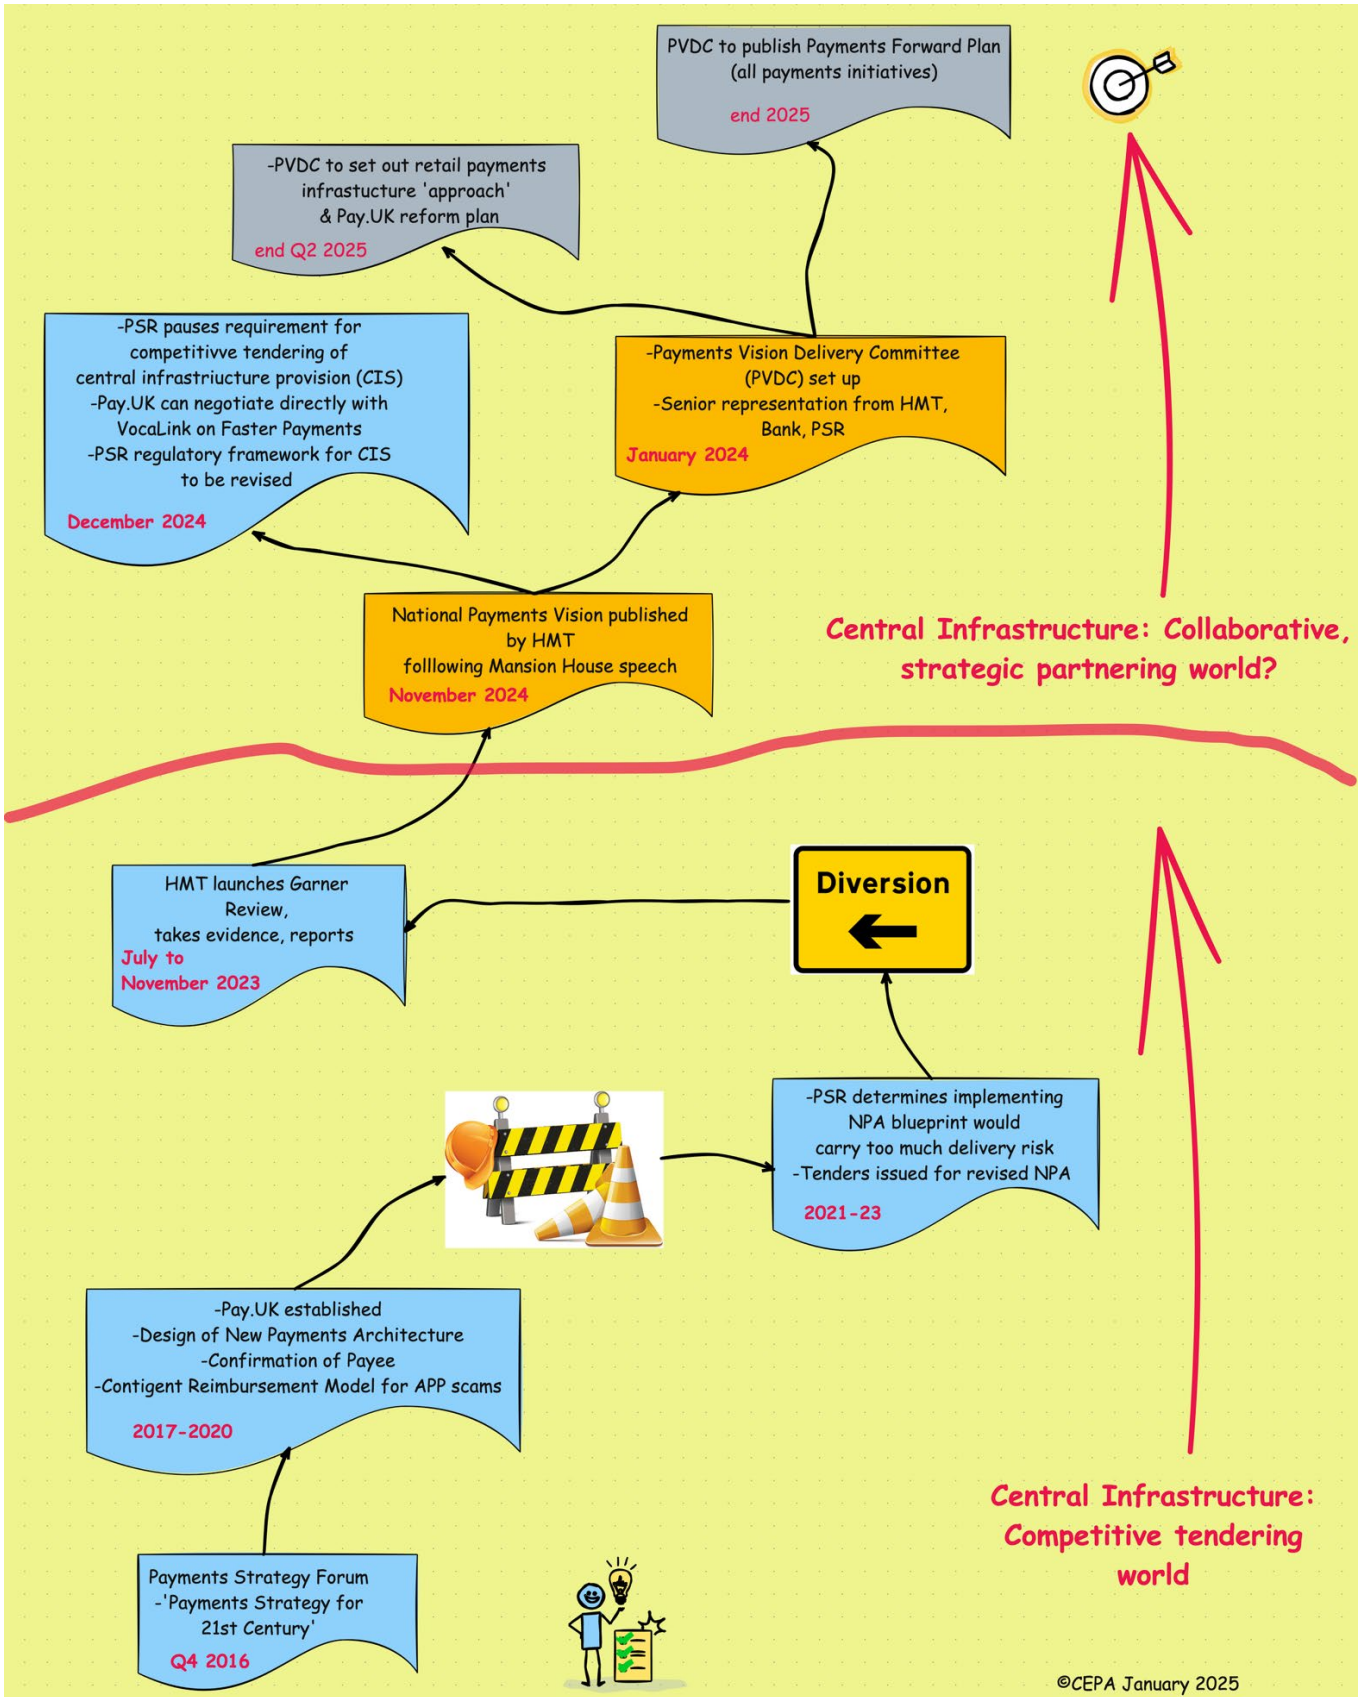 PVDC to publish Payments Forward Plan
(all payments initiatives)
end 2025
-PVDC to set out retail payments
infrastucture 'approach'
& Pay.UK reform plan
end Q2 2025
-PSR pauses requirement for
competitivve tendering of
central infrastriucture provision (CIS)
-Pay.UK can negotiate directly with
VocaLink on Faster Payments
-PSR regulatory framework for CIS
to be revised
December 2024
-Payments Vision Delivery Committee
(PVDC) set up
-Senior representation from HMT,
Bank, PSR
January 2024
National Payments Vision published
by HMT
folllowing Mansion House speech
November 2024
Central Infrastructure: Collaborative,
strategic partnering world?
HMT launches Garner
Review,
takes evidence, reports
July to
November 2023
Diversion
-PSR determines implementing
NPA blueprint would
carry too much delivery risk
-Tenders issued for revised NPA
2021-23
-Pay.UK established
-Design of New Payments Architecture
-Confirmation of Payee
-Contigent Reimbursement Model for APP scams
2017-2020
Central Infrastructure:
Competitive tendering
world
Payments Strategy Forum
-'Payments Strategy for
21st Century'
Q4 2016
©CEPA January 2025